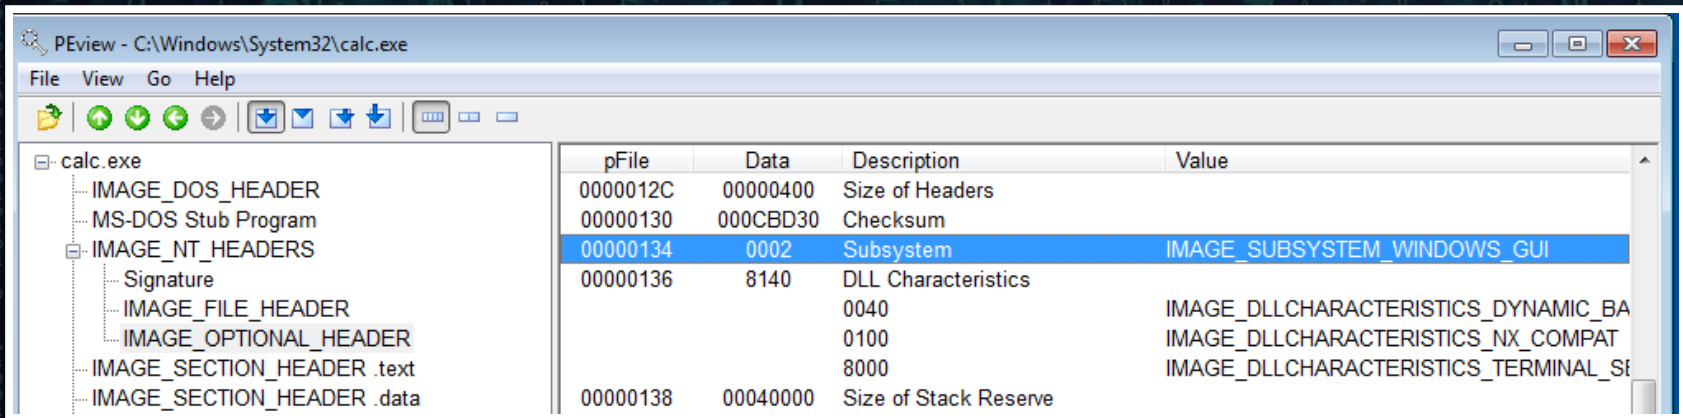 PEview - C:\Windows\System32\calc.exe
File View Go Help
calc.exe
IMAGE_DOS_HEADER
MS-DOS Stub Program
IMAGE_NT_HEADERS
Signature
IMAGE_FILE_HEADER
IMAGE_OPTIONAL_HEADER
IMAGE_SECTION_HEADER .text
IMAGE_SECTION_HEADER .data
pFile Data Description Value
0000012C 00000400 Size of Headers
00000130 000CBD30 Checksum
00000134 0002 Subsystem IMAGE_SUBSYSTEM_WINDOWS_GUI
00000136 8140 DLL Characteristics
0040 IMAGE_DLLCHARACTERISTICS_DYNAMIC_BA
0100 IMAGE_DLLCHARACTERISTICS_NX_COMPAT
8000 IMAGE_DLLCHARACTERISTICS_TERMINAL_SE
00000138 00040000 Size of Stack Reserve